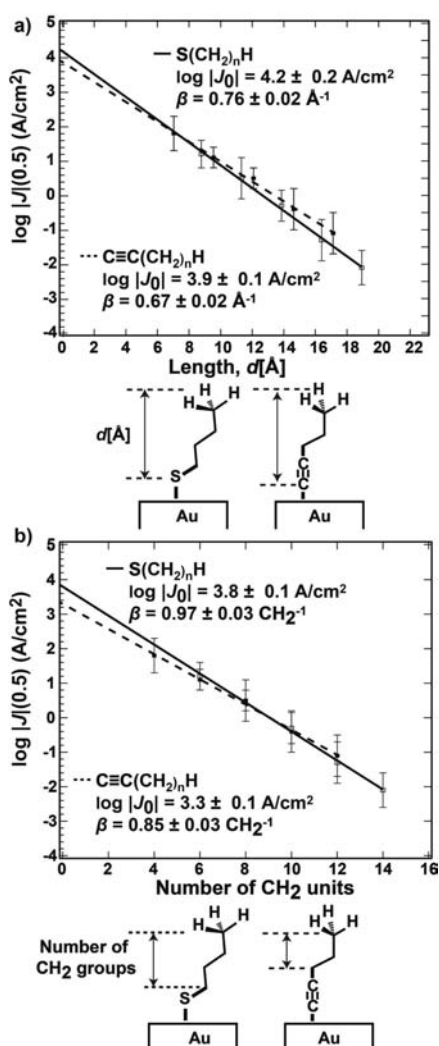 a)
5
4
3
2
1
0
-1
-2
-3
-4
log |J|(0.5) (A/cm²)
S(CH₂)ₙH
log |J₀| = 4.2 ± 0.2 A/cm²
β = 0.76 ± 0.02 Å⁻¹
C≡C(CH₂)ₙH
log |J₀| = 3.9 ± 0.1 A/cm²
β = 0.67 ± 0.02 Å⁻¹
0 2 4 6 8 10 12 14 16 18 20 22
Length, d[Å]
d[Å]
H
H
H
S
Au
H
H
H
C
C
Au
b)
5
4
3
2
1
0
-1
-2
-3
-4
log |J|(0.5) (A/cm²)
S(CH₂)ₙH
log |J₀| = 3.8 ± 0.1 A/cm²
β = 0.97 ± 0.03 CH₂⁻¹
C≡C(CH₂)ₙH
log |J₀| = 3.3 ± 0.1 A/cm²
β = 0.85 ± 0.03 CH₂⁻¹
0 2 4 6 8 10 12 14 16
Number of CH₂ units
Number of
CH₂ groups
H
H
H
S
Au
H
H
H
C
C
Au